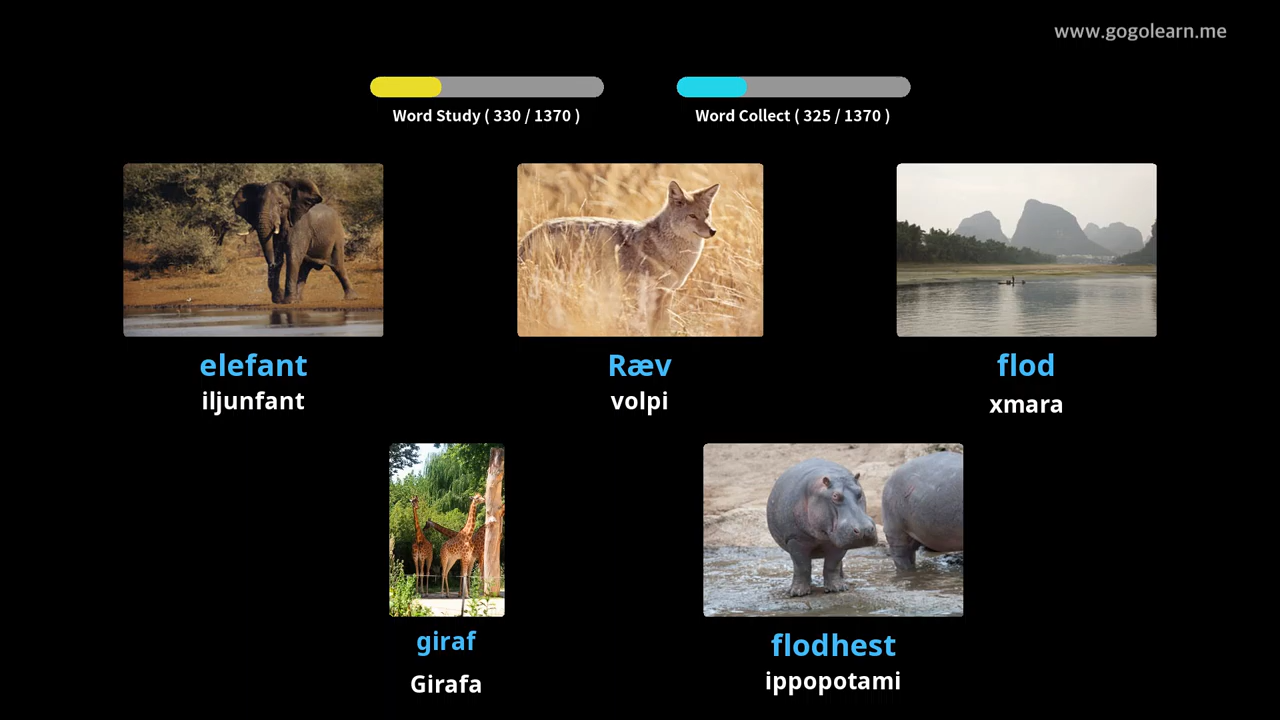 www.gogolearn.me
Word Study ( 330 / 1370 )
Word Collect ( 325 / 1370 )
elefant
iljunfant
Ræv
volpi
flod
xmara
giraf
Girafa
flodhest
ippopotami